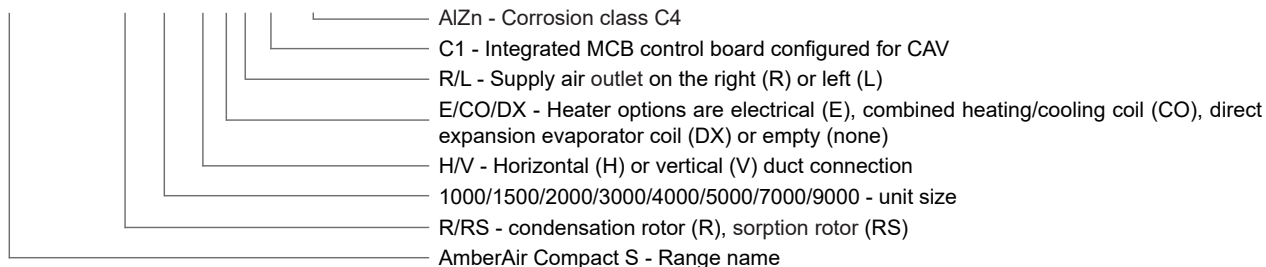 AlZn - Corrosion class C4
C1 - Integrated MCB control board configured for CAV
R/L - Supply air outlet on the right (R) or left (L)
E/CO/DX - Heater options are electrical (E), combined heating/cooling coil (CO), direct
expansion evaporator coil (DX) or empty (none)
H/V - Horizontal (H) or vertical (V) duct connection
1000/1500/2000/3000/4000/5000/7000/9000 - unit size
R/RS - condensation rotor (R), sorption rotor (RS)
AmberAir Compact S - Range name